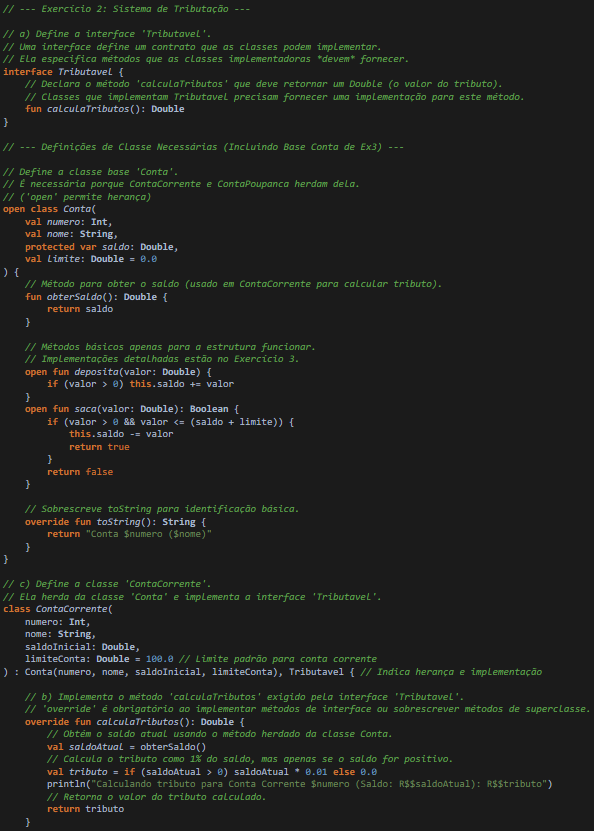 // --- Exercício 2: Sistema de Tributação ---

// a) Define a interface 'Tributavel'.
// Uma interface define um contrato que as classes podem implementar.
// Ela especifica métodos que as classes implementadoras *devem* fornecer.
interface Tributavel {
    // Declara o método 'calculaTributos' que deve retornar um Double (o valor do tributo).
    // Classes que implementam Tributavel precisam fornecer uma implementação para este método.
    fun calculaTributos(): Double
}

// --- Definições de Classe Necessárias (Incluindo Base Conta de Ex3) ---

// Define a classe base 'Conta'.
// É necessária porque ContaCorrente e ContaPoupanca herdam dela.
// ('open' permite herança)
open class Conta(
    val numero: Int,
    val nome: String,
    protected var saldo: Double,
    val limite: Double = 0.0
) {
    // Método para obter o saldo (usado em ContaCorrente para calcular tributo).
    fun obterSaldo(): Double {
        return saldo
    }

    // Métodos básicos apenas para a estrutura funcionar.
    // Implementações detalhadas estão no Exercício 3.
    open fun deposita(valor: Double) {
        if (valor > 0) this.saldo += valor
    }
    open fun saca(valor: Double): Boolean {
        if (valor > 0 && valor <= (saldo + limite)) {
            this.saldo -= valor
            return true
        }
        return false
    }

    // Sobrescreve toString para identificação básica.
    override fun toString(): String {
        return "Conta $numero ($nome)"
    }
}

// c) Define a classe 'ContaCorrente'.
// Ela herda da classe 'Conta' e implementa a interface 'Tributavel'.
class ContaCorrente(
    numero: Int,
    nome: String,
    saldoInicial: Double,
    limiteConta: Double = 100.0 // Limite padrão para conta corrente
) : Conta(numero, nome, saldoInicial, limiteConta), Tributavel { // Indica herança e implementação

    // b) Implementa o método 'calculaTributos' exigido pela interface 'Tributavel'.
    // 'override' é obrigatório ao implementar métodos de interface ou sobrescrever métodos de superclasse.
    override fun calculaTributos(): Double {
        // Obtém o saldo atual usando o método herdado da classe Conta.
        val saldoAtual = obterSaldo()
        // Calcula o tributo como 1% do saldo, mas apenas se o saldo for positivo.
        val tributo = if (saldoAtual > 0) saldoAtual * 0.01 else 0.0
        println("Calculando tributo para Conta Corrente $numero (Saldo: R$$saldoAtual): R$$tributo")
        // Retorna o valor do tributo calculado.
        return tributo
    }